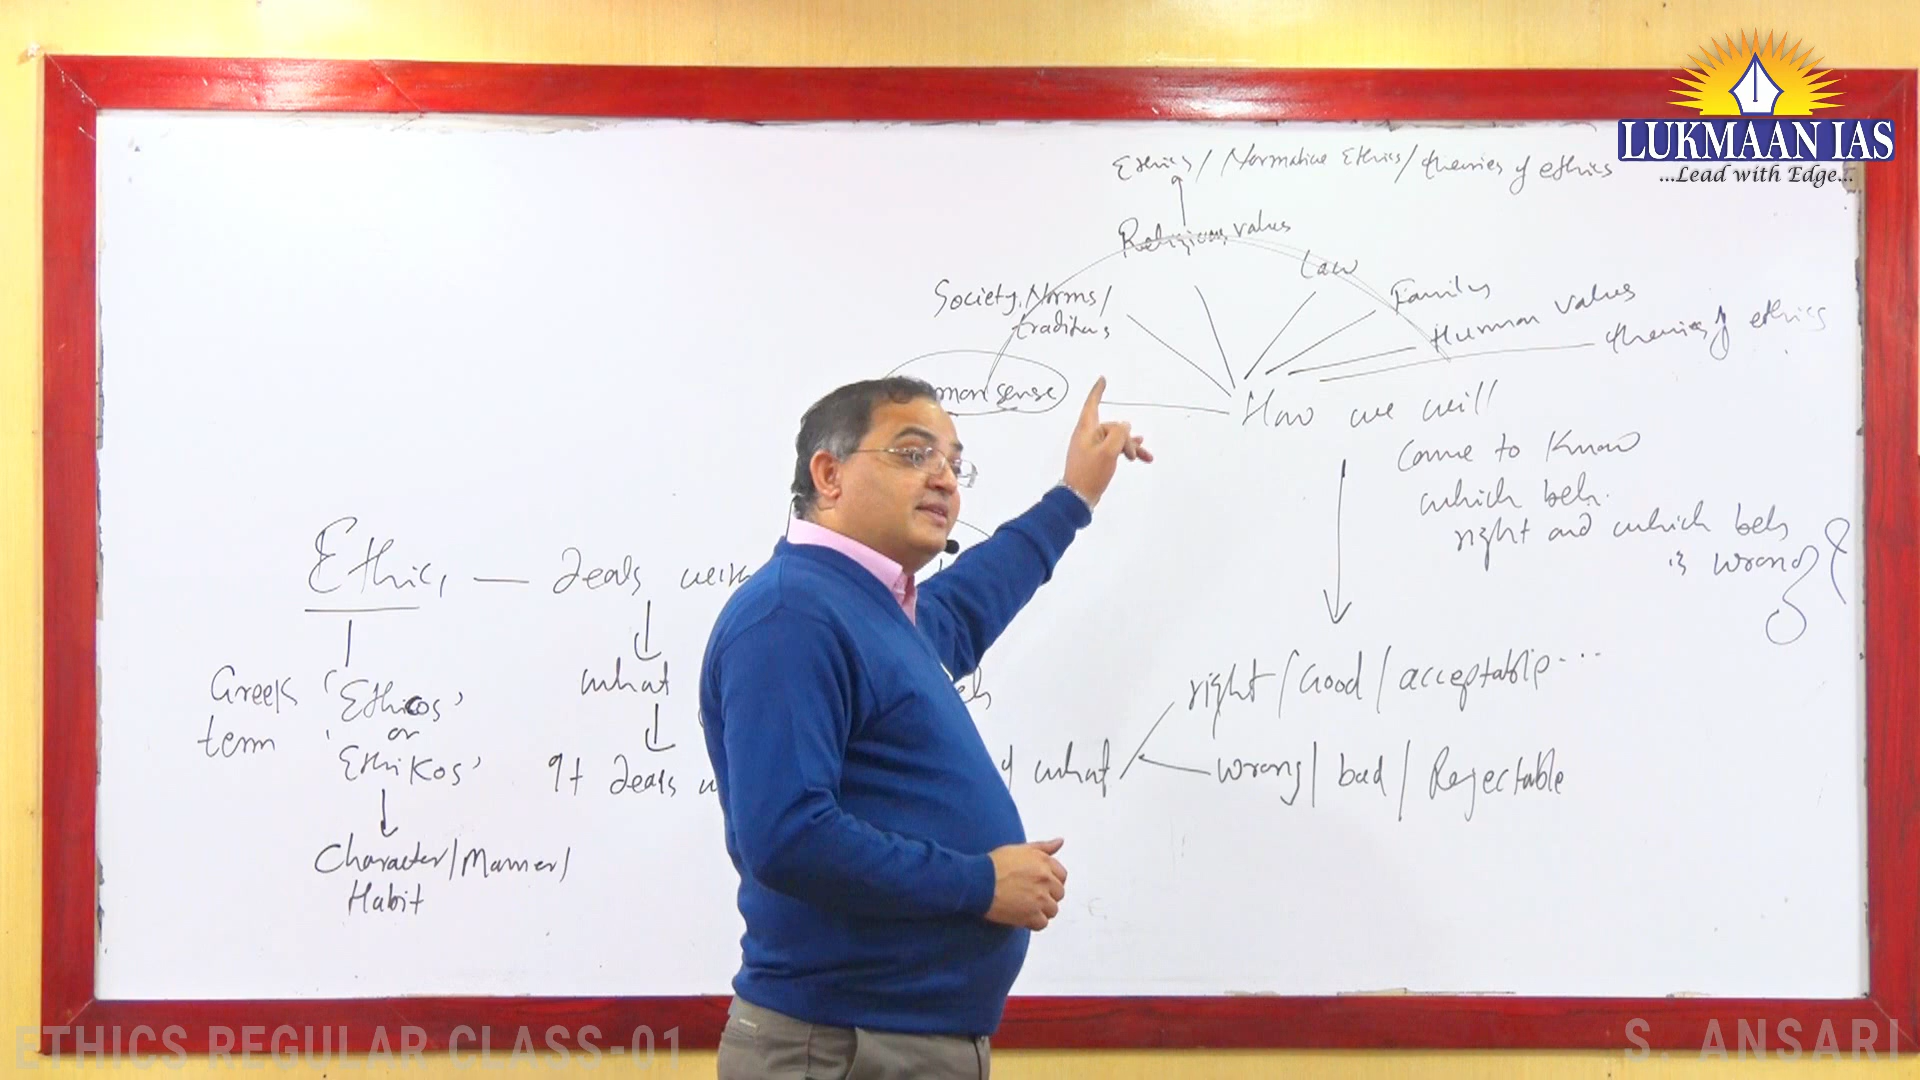 LUKMAAN IAS
...Lead with Edge...
Ethics/ Normative Ethics/ theories of ethics
Religious values
Law
Society, Norms/
traditions
Family
Human values
theories of ethics
mon sense
How we will
come to know
which beh.
right and which beh
is wrong
Ethics — Deals with
what
It deals
what
right/Good/acceptable...
wrong/bad/Rejectable
Greek 'Ethicos'
term
or
EthiKos'
Character/Manner/
Habit
ETHICS REGULAR CLASS-01
S. ANSARI